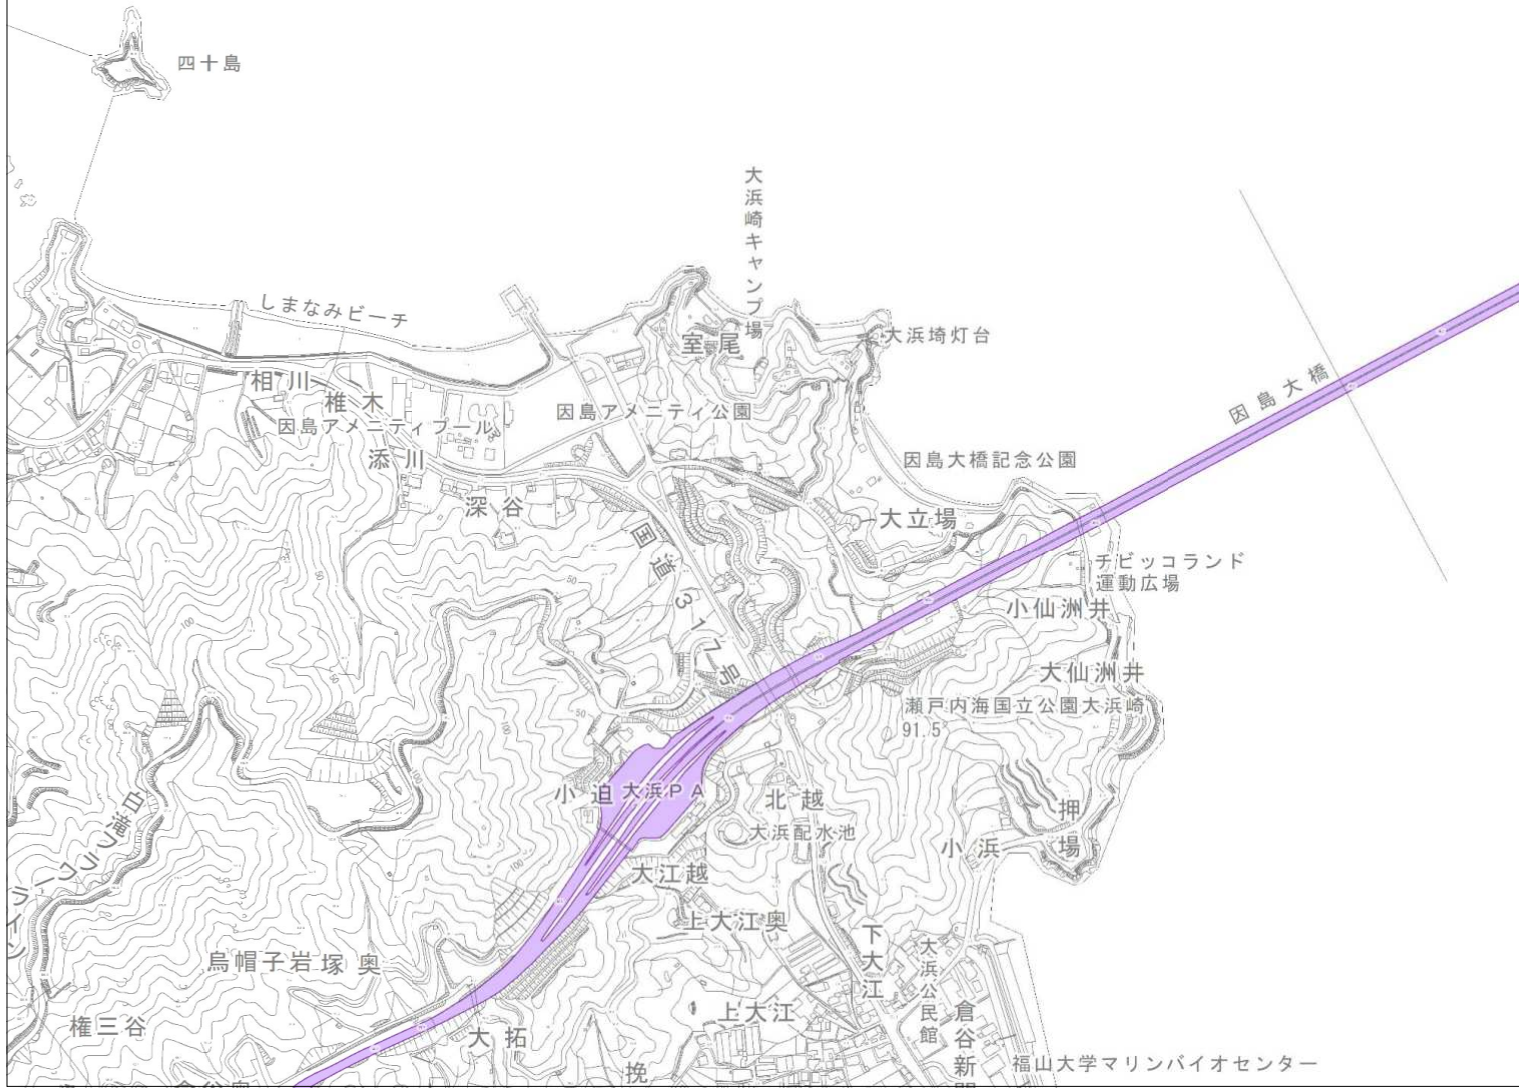 四十島
大浜崎キャンプ場
しまなみビーチ
室尾
大浜埼灯台
相川
椎木
因島アメニティ公園
因島アメニティプール
因島大橋
添川
因島大橋記念公園
深谷
大立場
国道317号
50
チビッコランド
運動広場
小仙洲井
100
50
50
大仙洲井
瀬戸内海国立公園大浜崎
91.5
50
100
100
小迫
大浜PA
北越
押場
大浜配水池
小浜
白滝フラワーライン
100
大江越
上大江奥
下大江
大浜公民館
烏帽子岩塚奥
権三谷
上大江
大拓
倉谷新開
福山大学マリンバイオセンター
挽